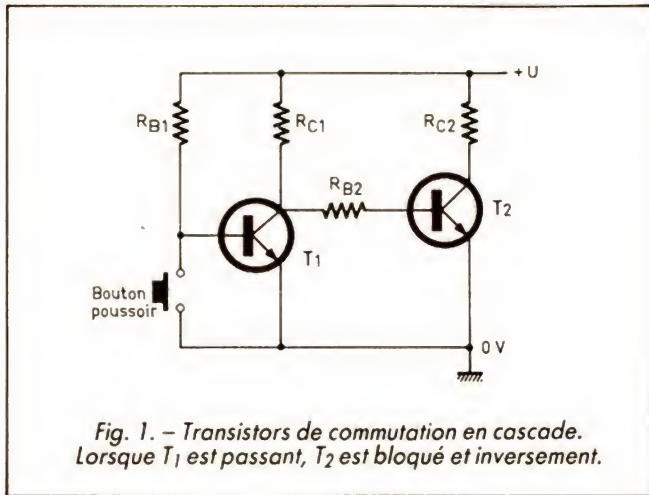 +U
RB1
RC1
RC2
RB2
T2
T1
Bouton
poussoir
0V
Fig. 1. – Transistors de commutation en cascade.
Lorsque T1 est passant, T2 est bloqué et inversement.